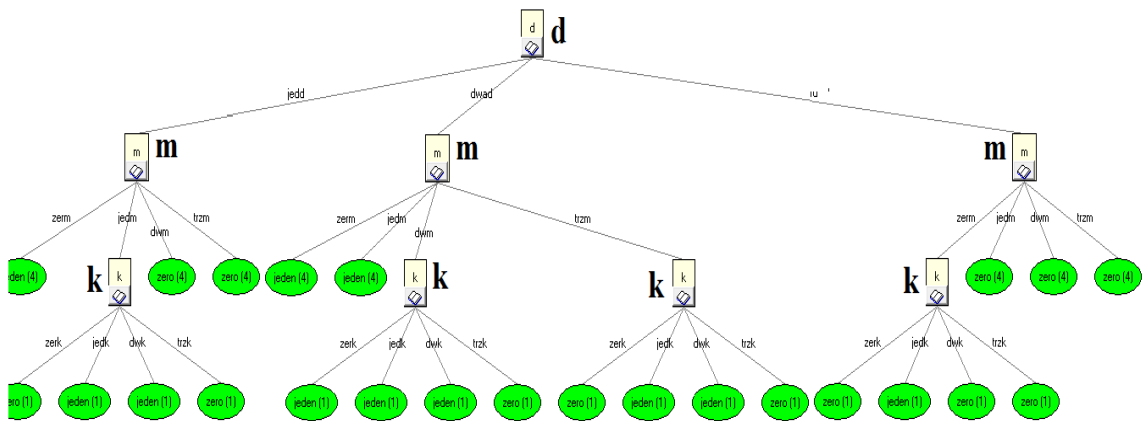 d d
jedd dwad
m m m m m m
zerm jedm dwm trzm zerm jedm dwm trzm zerm jedm dwm trzm
zero (4) zero (4) jeden (4) jeden (4) zero (4) zero (4) zero (4)
k k k k k k k k
zerk jedk dwk trzk zerk jedk dwk trzk zerk jedk dwk trzk zerk jedk dwk trzk
jeden (1) jeden (1) zero (1) jeden (1) jeden (1) jeden (1) zero (1) zero (1) jeden (1) jeden (1) zero (1) zero (1) jeden (1) zero (1) zero (1)